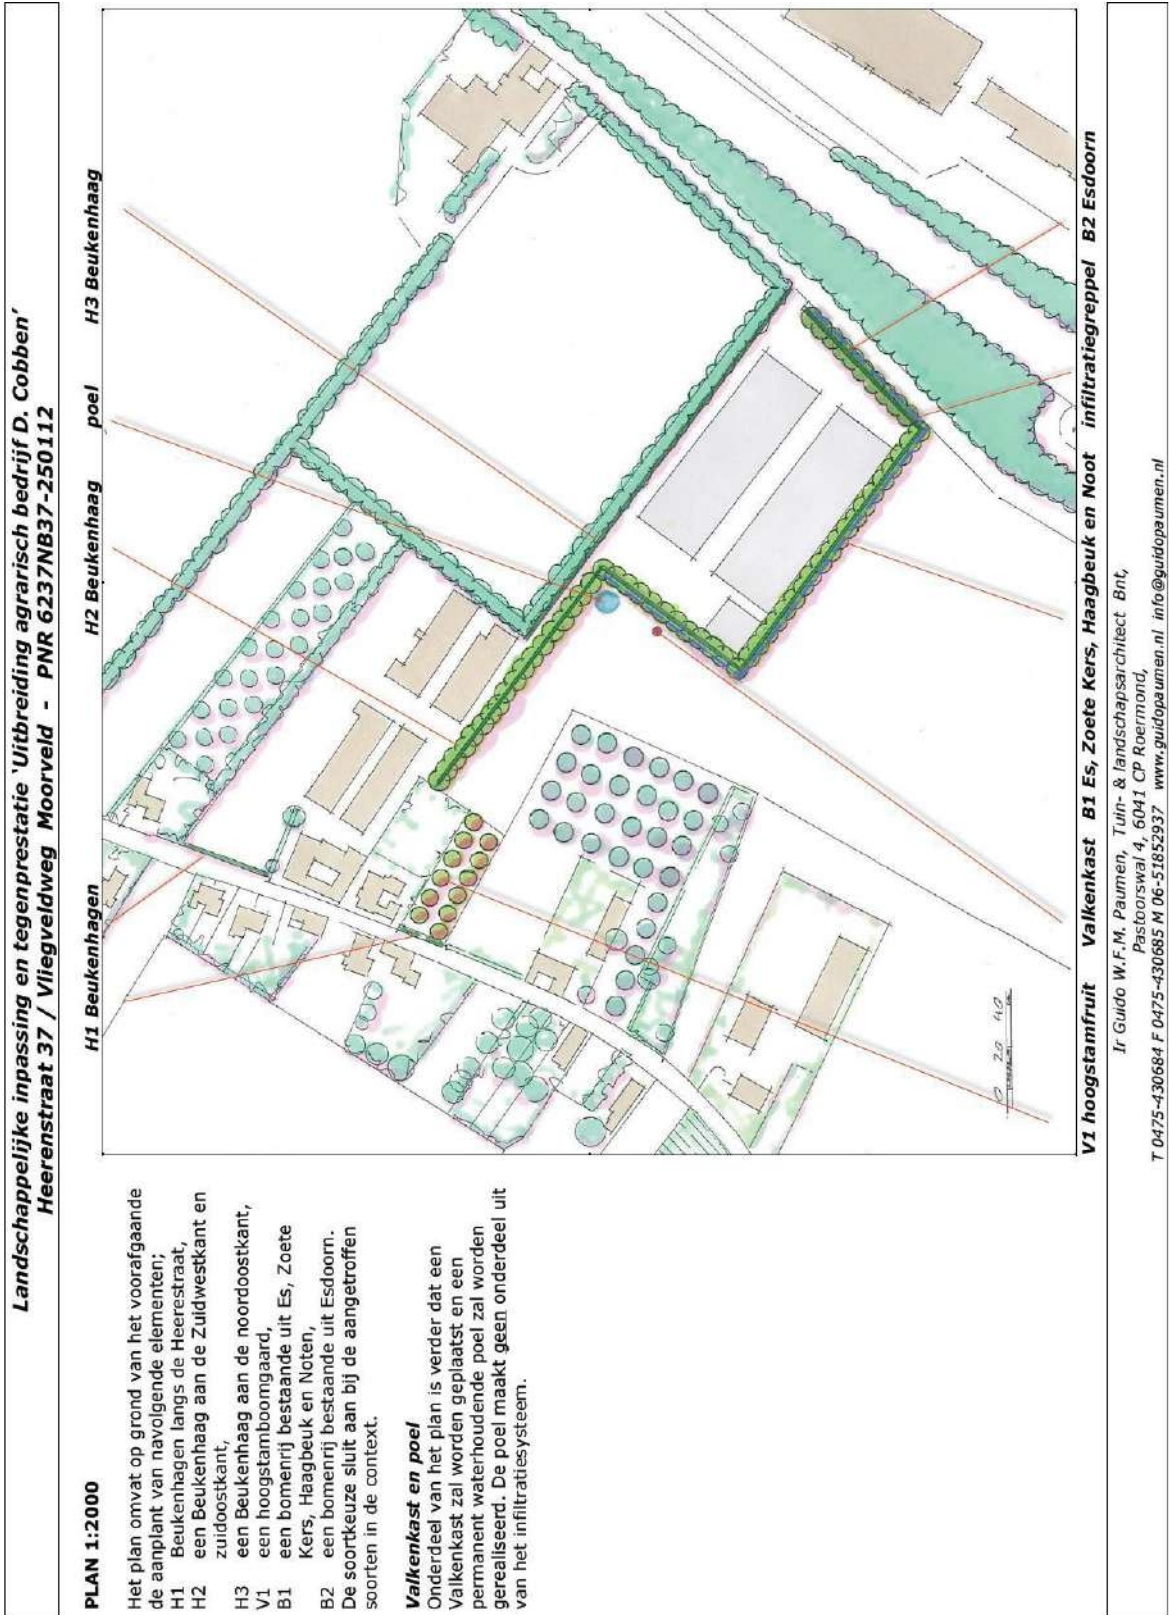 Landschappelijke inpassing en tegenprestatie 'Uitbreiding agrarisch bedrijf D. Cobben'
Heerenstraat 37 / Vliegveldweg Moorveld - PNR 6237NB37-250112
PLAN 1:2000
Het plan omvat op grond van het voorafgaande
de aanplant van navolgende elementen;
H1 Beukenhagen langs de Heerestraat,
H2 een Beukenhaag aan de Zuidwestkant en
zuidoostkant,
H3 een Beukenhaag aan de noordoostkant,
V1 een hoogstamboomgaard,
B1 een bomenrij bestaande uit Es, Zoete
Kers, Haagbeuk en Noten,
B2 een bomenrij bestaande uit Esdoorn.
De soortkeuze sluit aan bij de aangetroffen
soorten in de context.
Valkenkast en poel
Onderdeel van het plan is verder dat een
Valkenkast zal worden geplaatst en een
permanent waterhoudende poel zal worden
gerealiseerd. De poel maakt geen onderdeel uit
van het infiltratiesysteem.
H1 Beukenhagen H2 Beukenhaag poel H3 Beukenhaag
0 20 40
V1 hoogstamfruit Valkenkast B1 Es, Zoete Kers, Haagbeuk en Noot infiltratiegreppel B2 Esdoorn
Ir Guido W.F.M. Paumen, Tuin- & landschapsarchitect Bnt,
Pastoorswal 4, 6041 CP Roermond,
T 0475-430684 F 0475-430685 M 06-51852937 www.guidopaumen.nl info@guidopaumen.nl